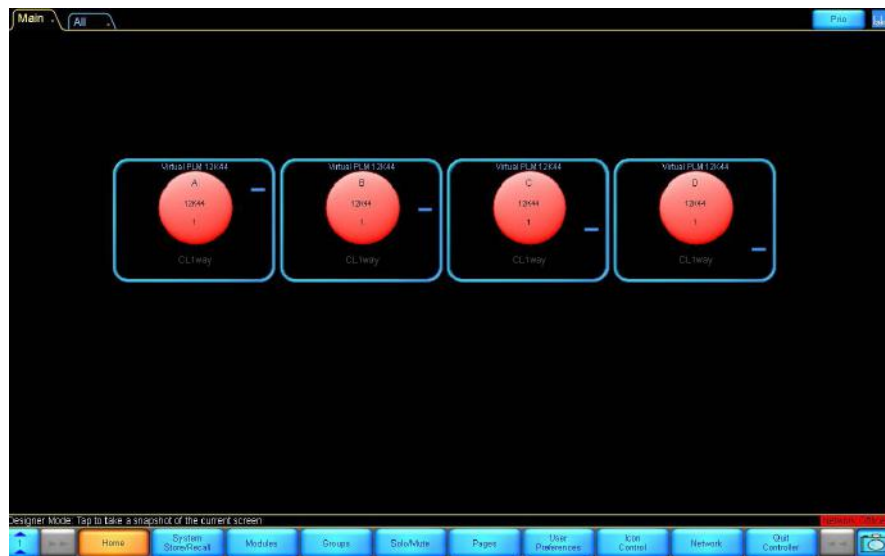 Main
All
Prio
Virtual PLM 12K44
A
12K44
1
CL1way
Virtual PLM 12K44
B
12K44
1
CL1way
Virtual PLM 12K44
C
12K44
1
CL1way
Virtual PLM 12K44
D
12K44
1
CL1way
Designer Mode: Tap to take a snapshot of the current screen
1
Home
System
Store/Recall
Modules
Groups
Solo/Mute
Pages
User
Preferences
Icon
Control
Network
Quit
Controller